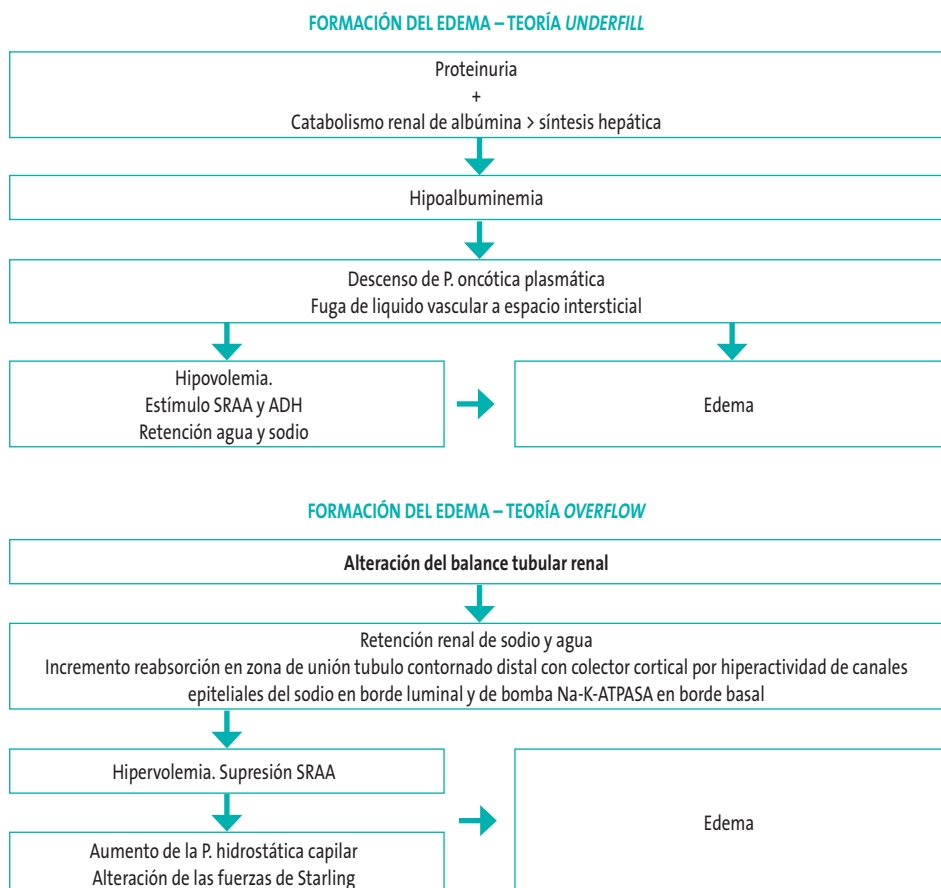 FORMACIÓN DEL EDEMA – TEORÍA UNDERFILL
Proteinuria
+
Catabolismo renal de albúmina > síntesis hepática
Hipoalbuminemia
Descenso de P. oncótica plasmática
Fuga de liquido vascular a espacio intersticial
Hipovolemia.
Estímulo SRAA y ADH
Retención agua y sodio
Edema
FORMACIÓN DEL EDEMA – TEORÍA OVERFLOW
Alteración del balance tubular renal
Retención renal de sodio y agua
Incremento reabsorción en zona de unión tubulo contornado distal con colector cortical por hiperactividad de canales
epiteliales del sodio en borde luminal y de bomba Na-K-ATPASA en borde basal
Hipervolemia. Supresión SRAA
Aumento de la P. hidrostática capilar
Alteración de las fuerzas de Starling
Edema